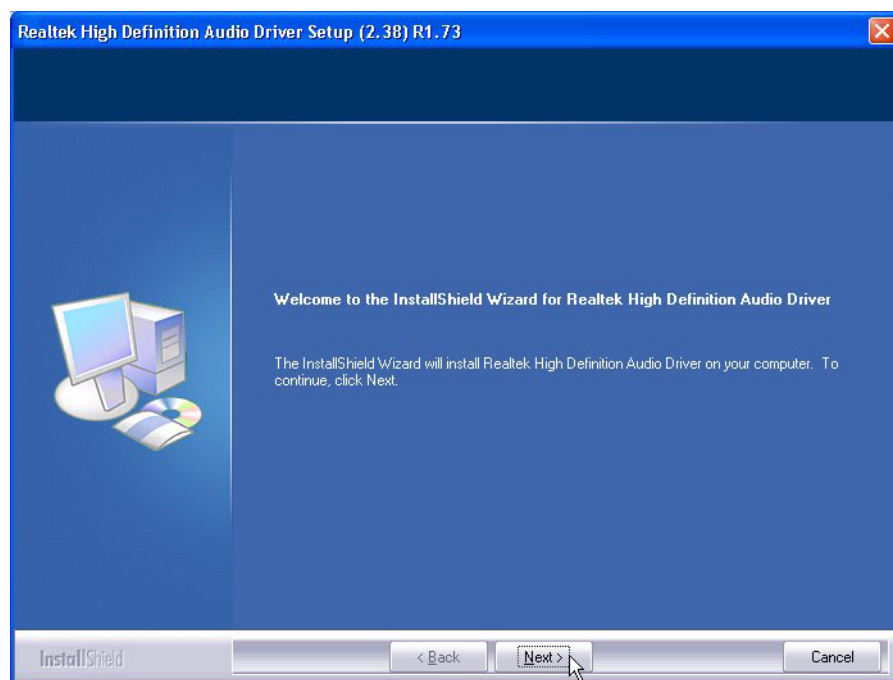 Realtek High Definition Audio Driver Setup (2.38) R1.73
Welcome to the InstallShield Wizard for Realtek High Definition Audio Driver
The InstallShield Wizard will install Realtek High Definition Audio Driver on your computer. To
continue, click Next.
InstallShield
< Back
Next >
Cancel